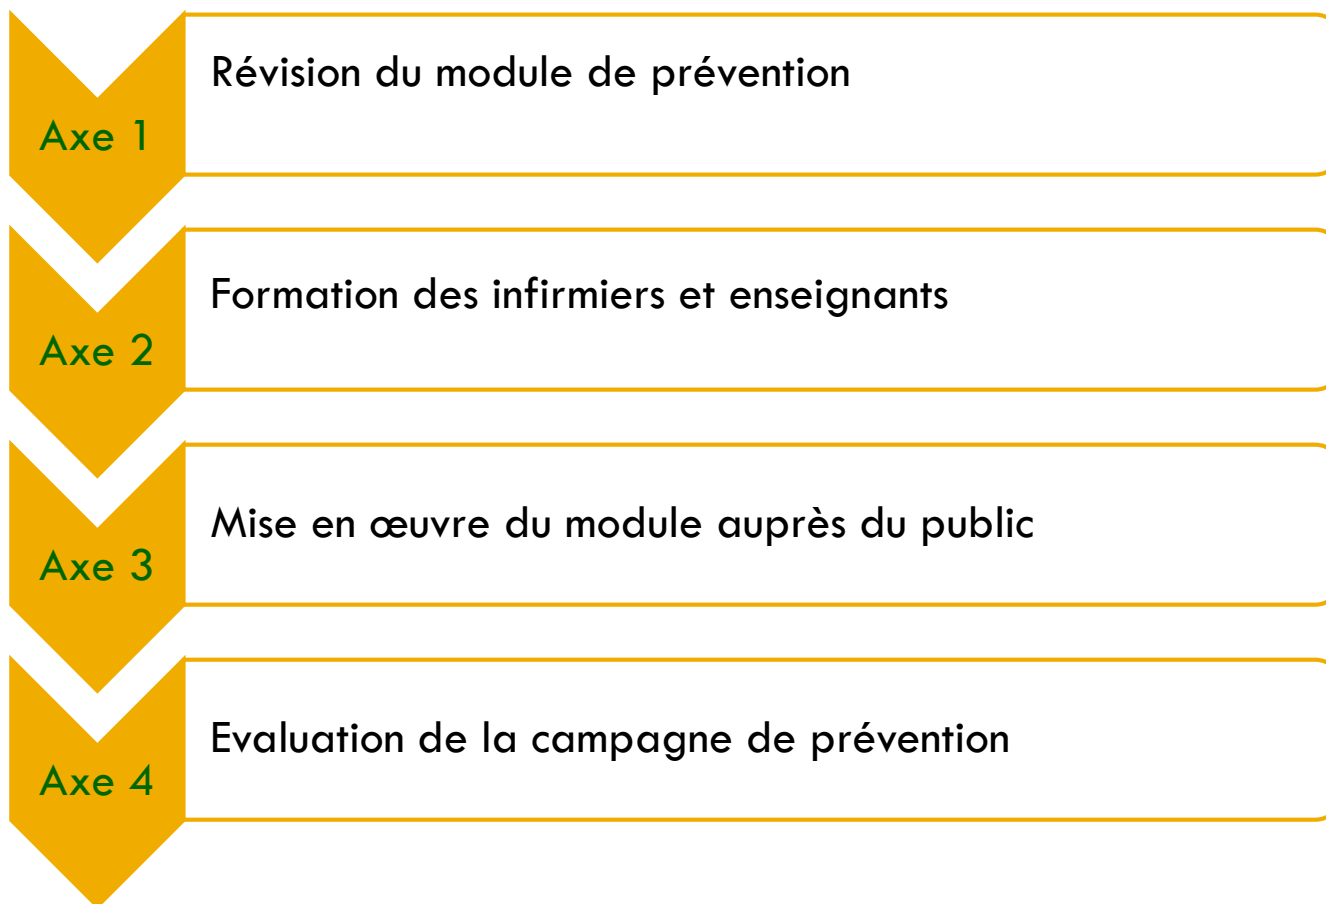 Révision du module de prévention
Axe 1
Formation des infirmiers et enseignants
Axe 2
Mise en œuvre du module auprès du public
Axe 3
Evaluation de la campagne de prévention
Axe 4